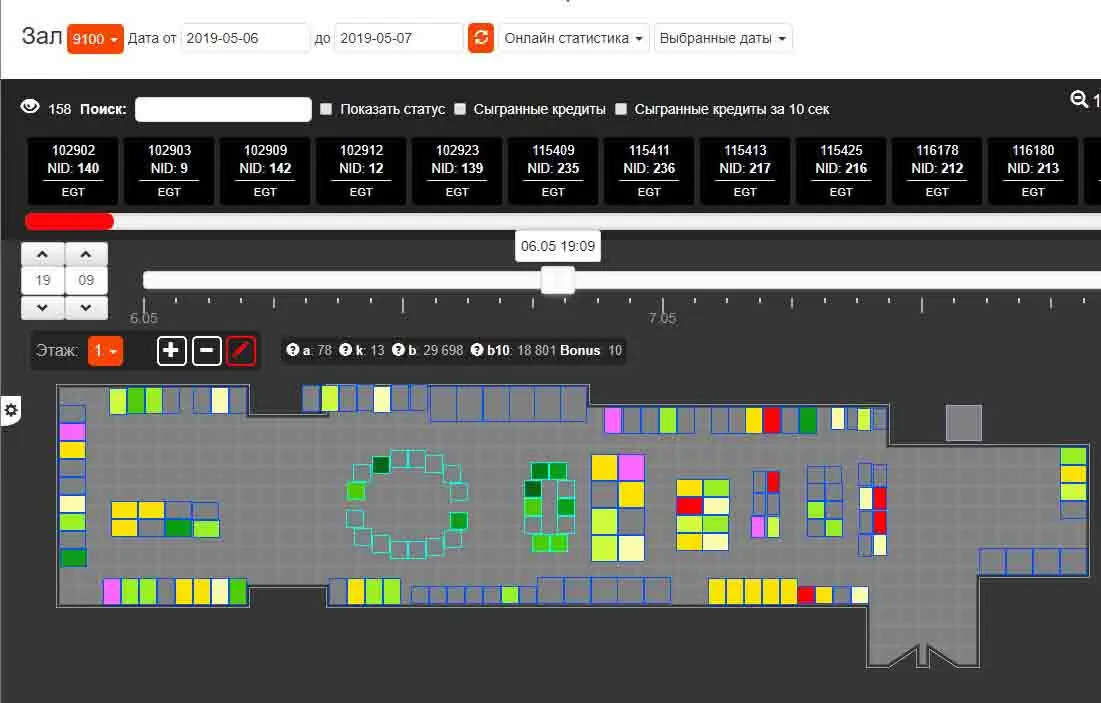 Зал 9100 Дата от 2019-05-06 до 2019-05-07 Онлайн статистика Выбранные даты
158 Поиск: Показать статус Сыгранные кредиты Сыгранные кредиты за 10 сек 1
102902 102903 102909 102912 102923 115409 115411 115413 115425 116178 116180
NID: 140 NID: 9 NID: 142 NID: 12 NID: 139 NID: 235 NID: 236 NID: 217 NID: 216 NID: 212 NID: 213
EGT EGT EGT EGT EGT EGT EGT EGT EGT EGT EGT
06.05 19:09
19 09
6.05 7.05
Этаж: 1 a: 78 k: 13 b: 29 698 b10: 18 801 Bonus 10